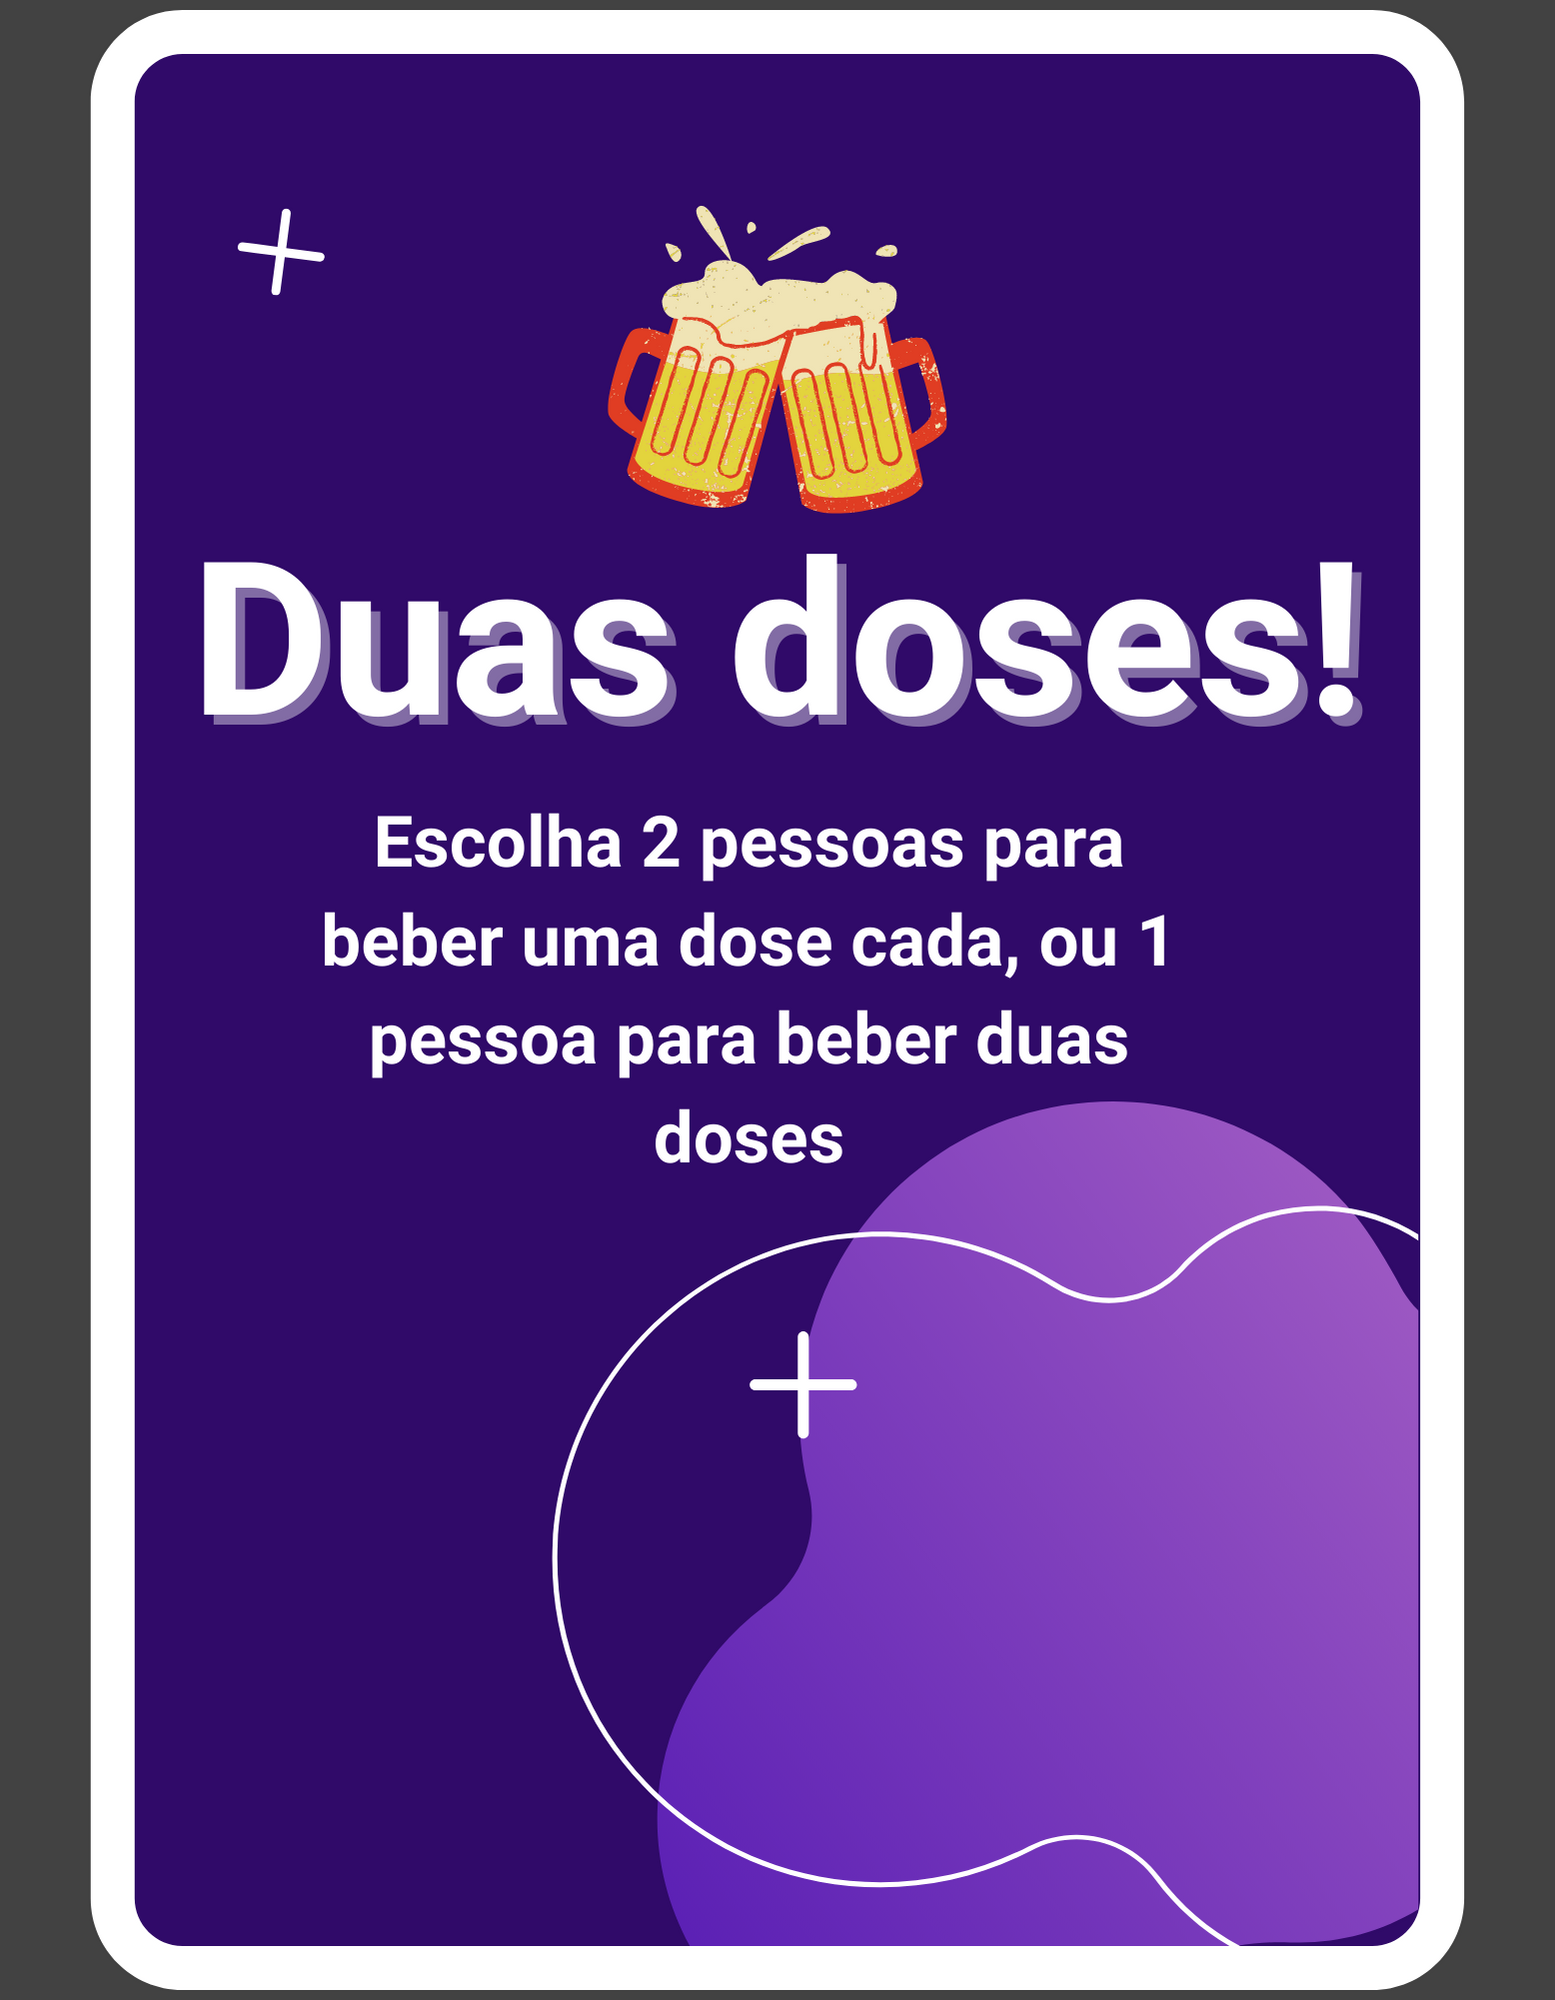 Duas doses!
Escolha 2 pessoas para
beber uma dose cada, ou 1
pessoa para beber duas
doses